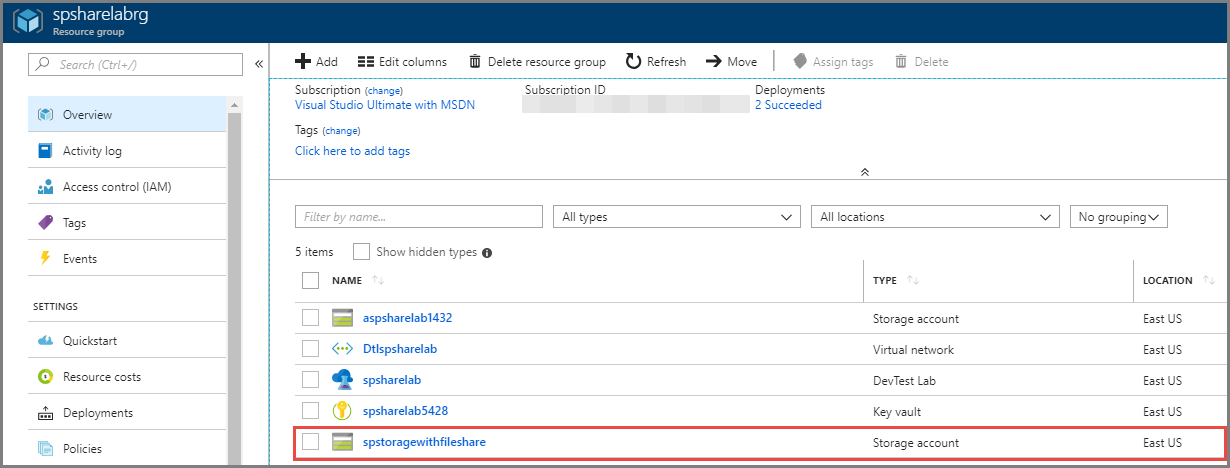 spsharelabrg
Resource group
Search (Ctrl+/)
«
Overview
Activity log
Access control (IAM)
Tags
Events
SETTINGS
Quickstart
Resource costs
Deployments
Policies
Add Edit columns Delete resource group Refresh Move Assign tags Delete
Subscription (change) Subscription ID Deployments
Visual Studio Ultimate with MSDN 2 Succeeded
Tags (change)
Click here to add tags
Filter by name... All types All locations No grouping
5 items Show hidden types
NAME TYPE LOCATION
aspsharelab1432 Storage account East US
Dtlspsharelab Virtual network East US
spsharelab DevTest Lab East US
spsharelab5428 Key vault East US
spstoragewithfileshare Storage account East US